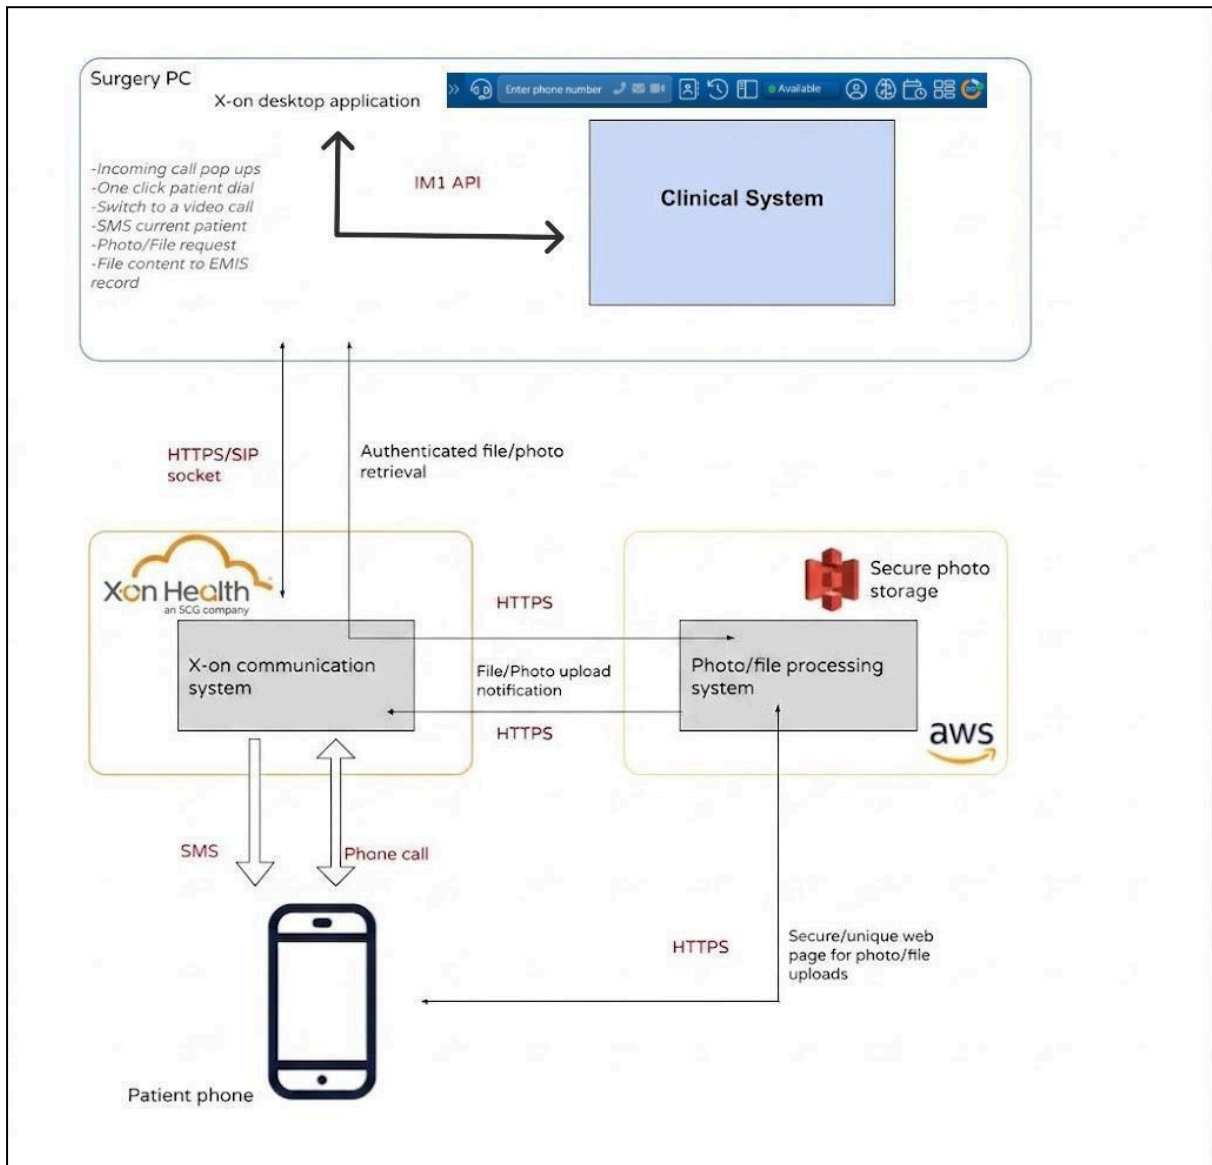 Surgery PC
X-on desktop application
Enter phone number
Available
-Incoming call pop ups
-One click patient dial
-Switch to a video call
-SMS current patient
-Photo/File request
-File content to EMIS
record
IM1 API
Clinical System
HTTPS/SIP
socket
Authenticated file/photo
retrieval
X-on Health
an SCG company
Secure photo
storage
HTTPS
X-on communication
system
File/Photo upload
notification
Photo/file processing
system
HTTPS
aws
SMS
Phone call
HTTPS
Secure/unique web
page for photo/file
uploads
Patient phone